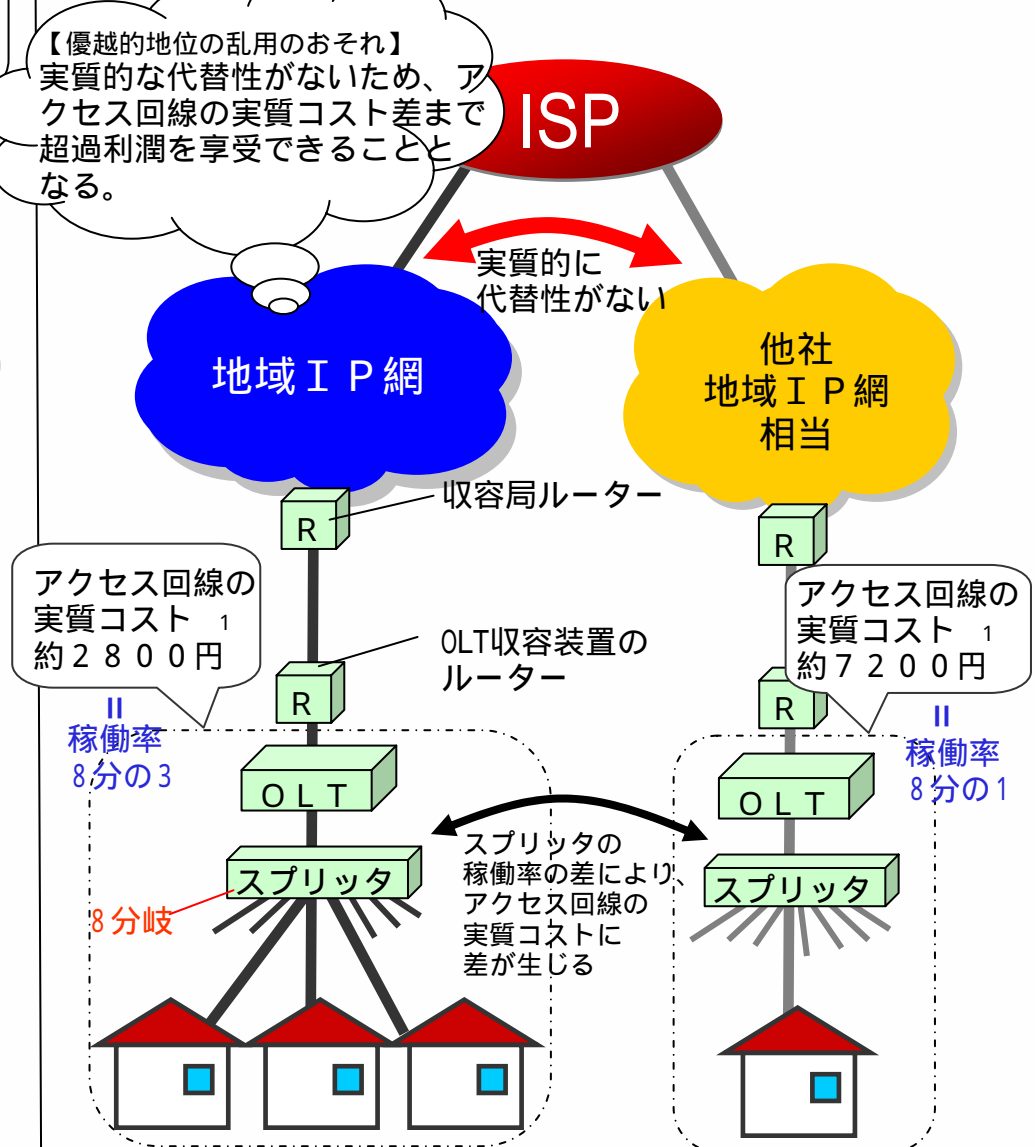 【優越的地位の乱用のおそれ】
実質的な代替性がないため、ア
クセス回線の実質コスト差まで
超過利潤を享受できることと
なる。
ISP
実質的に
代替性がない
地域ＩＰ網
他社
地域ＩＰ網
相当
R
収容局ルーター
R
アクセス回線の
実質コスト 1
約２８００円
=
稼働率
8分の3
R
OLT収容装置の
ルーター
アクセス回線の
実質コスト 1
約７２００円
R
=
稼働率
8分の1
ＯＬＴ
ＯＬＴ
スプリッタ
8分岐
スプリッタの
稼働率の差により、
アクセス回線の
実質コストに
差が生じる
スプリッタ